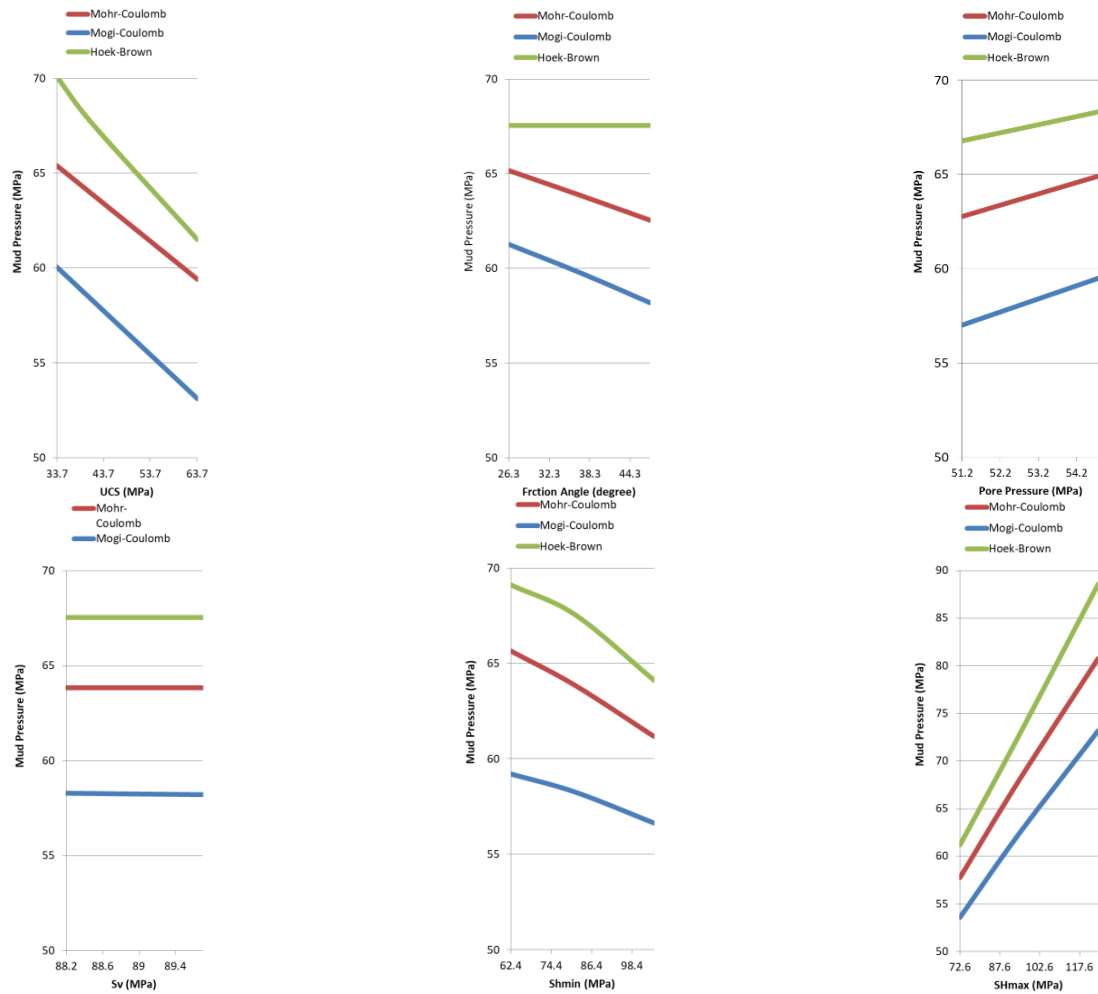 Mohr-Coulomb
Mogi-Coulomb
Hoek-Brown
70
65
60
55
50
Mud Pressure (MPa)
33.7 43.7 53.7 63.7
UCS (MPa)
Mohr-Coulomb
Mogi-Coulomb
Hoek-Brown
70
65
60
55
50
Mud Pressure (MPa)
26.3 32.3 38.3 44.3
Frction Angle (degree)
Mohr-Coulomb
Mogi-Coulomb
Hoek-Brown
70
65
60
55
50
Mud Pressure (MPa)
51.2 52.2 53.2 54.2
Pore Pressure (MPa)
Mohr-
Coulomb
Mogi-Coulomb
70
65
60
55
50
Mud Pressure (MPa)
88.2 88.6 89 89.4
Sv (MPa)
Mohr-Coulomb
Mogi-Coulomb
Hoek-Brown
70
65
60
55
50
Mud Pressure (MPa)
62.4 74.4 86.4 98.4
Shmin (MPa)
Mohr-Coulomb
Mogi-Coulomb
Hoek-Brown
90
85
80
75
70
65
60
55
50
Mud Pressure (MPa)
72.6 87.6 102.6 117.6
SHmax (MPa)